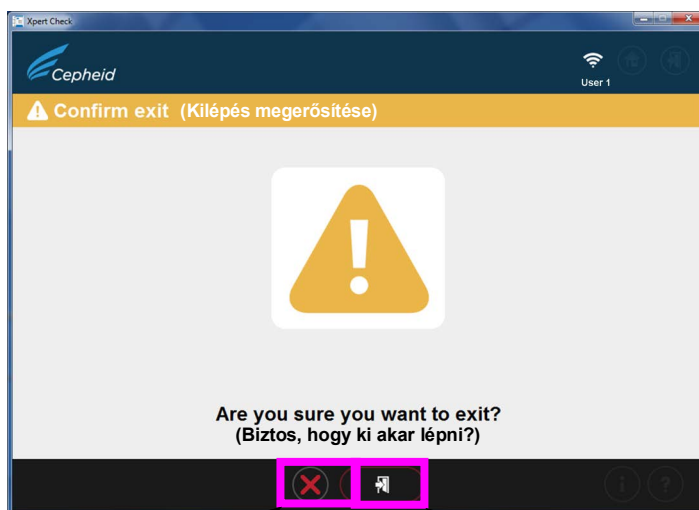 Xpert Check
Cepheid
User 1
Confirm exit (Kilépés megerősítése)
Are you sure you want to exit?
(Biztos, hogy ki akar lépni?)